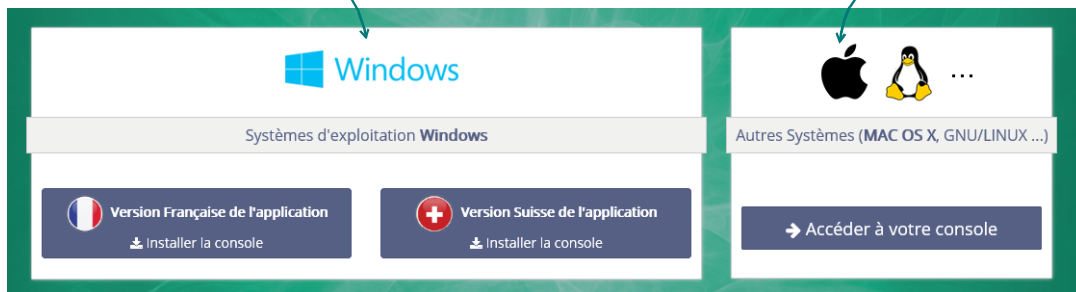 Windows
...
Systèmes d'exploitation Windows
Autres Systèmes (MAC OS X, GNU/LINUX ...)
Version Française de l'application
Installer la console
Version Suisse de l'application
Installer la console
Accéder à votre console